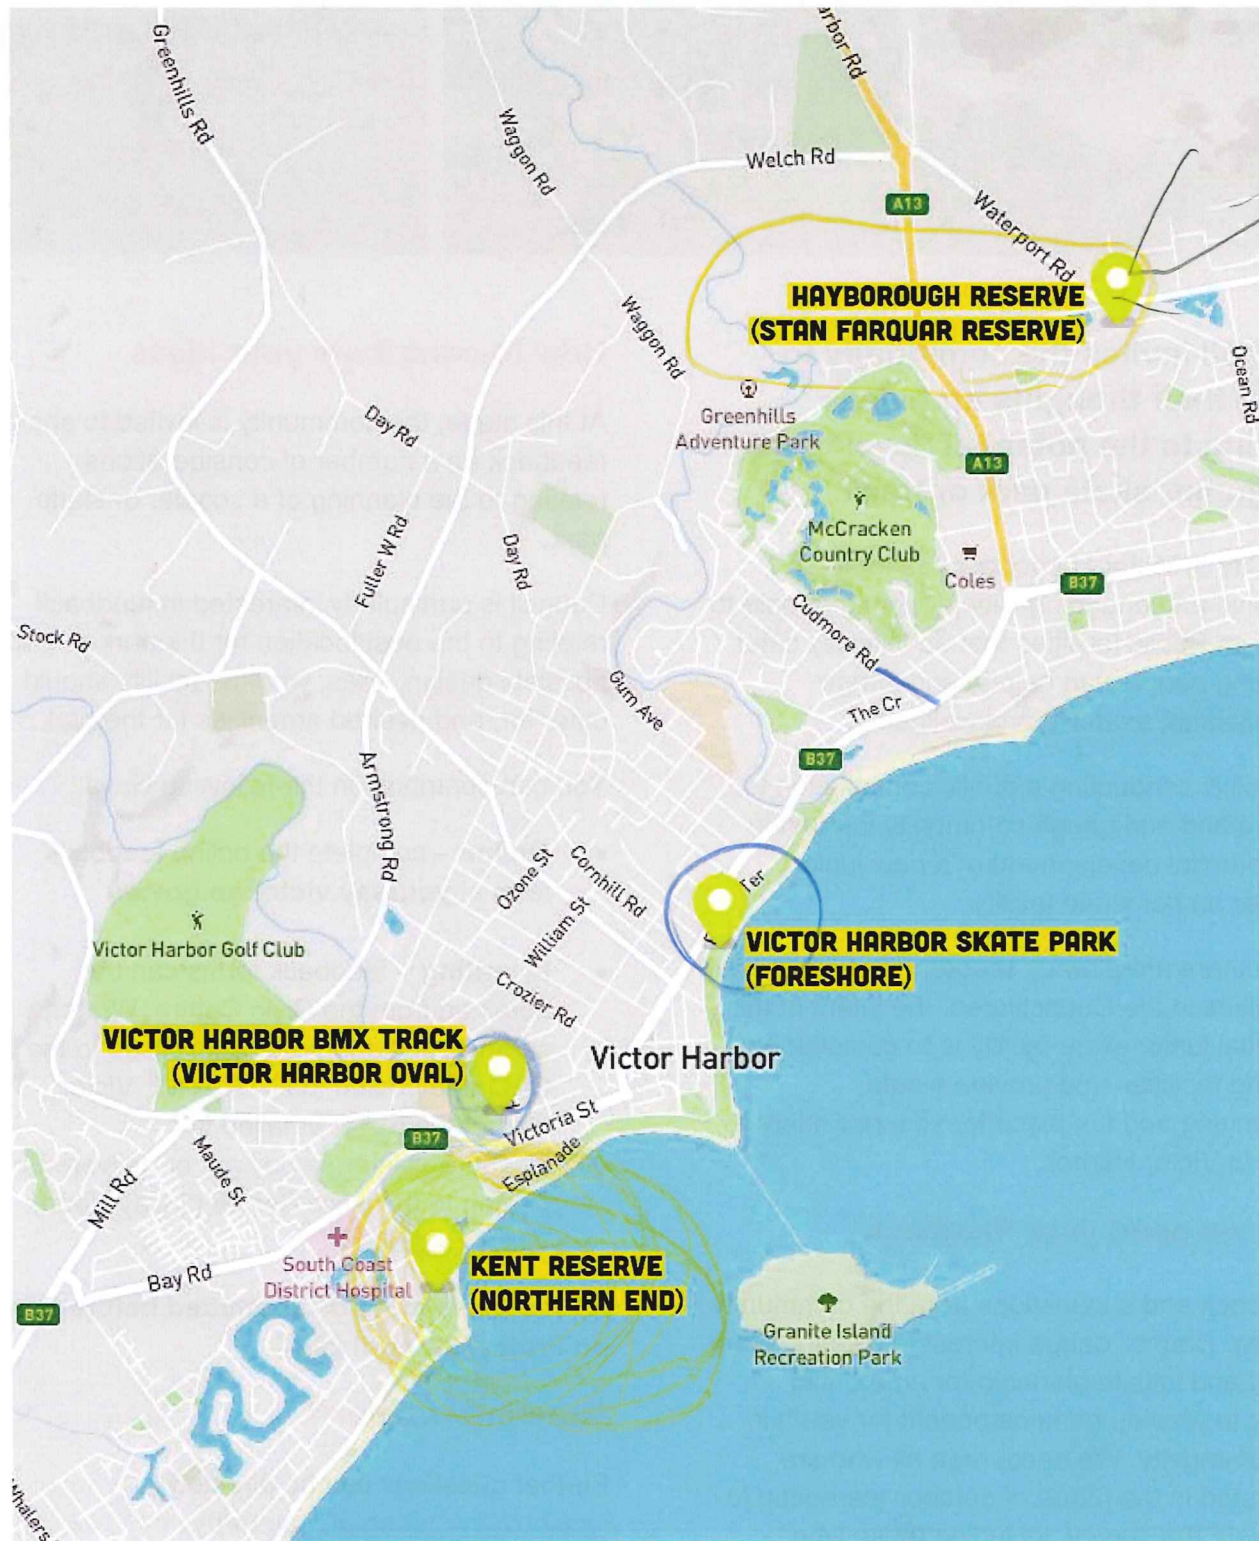 Greenhills Rd
arbor Rd
Waggon Rd
Welch Rd
A13
Waterport Rd
HAYBOROUGH RESERVE
(STAN FARQUAR RESERVE)
Waggon Rd
Ocean Rd
Greenhills
Adventure Park
Day Rd
A13
McCracken
Country Club
Coles
B37
Fuller W Rd
Day Rd
Stock Rd
Cudmore Rd
Gum Ave
The Cr
B37
Armstrong Rd
Ozone St
Cornhill Rd
Ter
William St
Victor Harbor Golf Club
VICTOR HARBOR SKATE PARK
(FORESHORE)
Crozier Rd
VICTOR HARBOR BMX TRACK
(VICTOR HARBOR OVAL)
Victor Harbor
Victoria St
B37
Esplanade
Maude St
Mill Rd
South Coast
District Hospital
KENT RESERVE
(NORTHERN END)
Bay Rd
B37
Granite Island
Recreation Park
Whalers